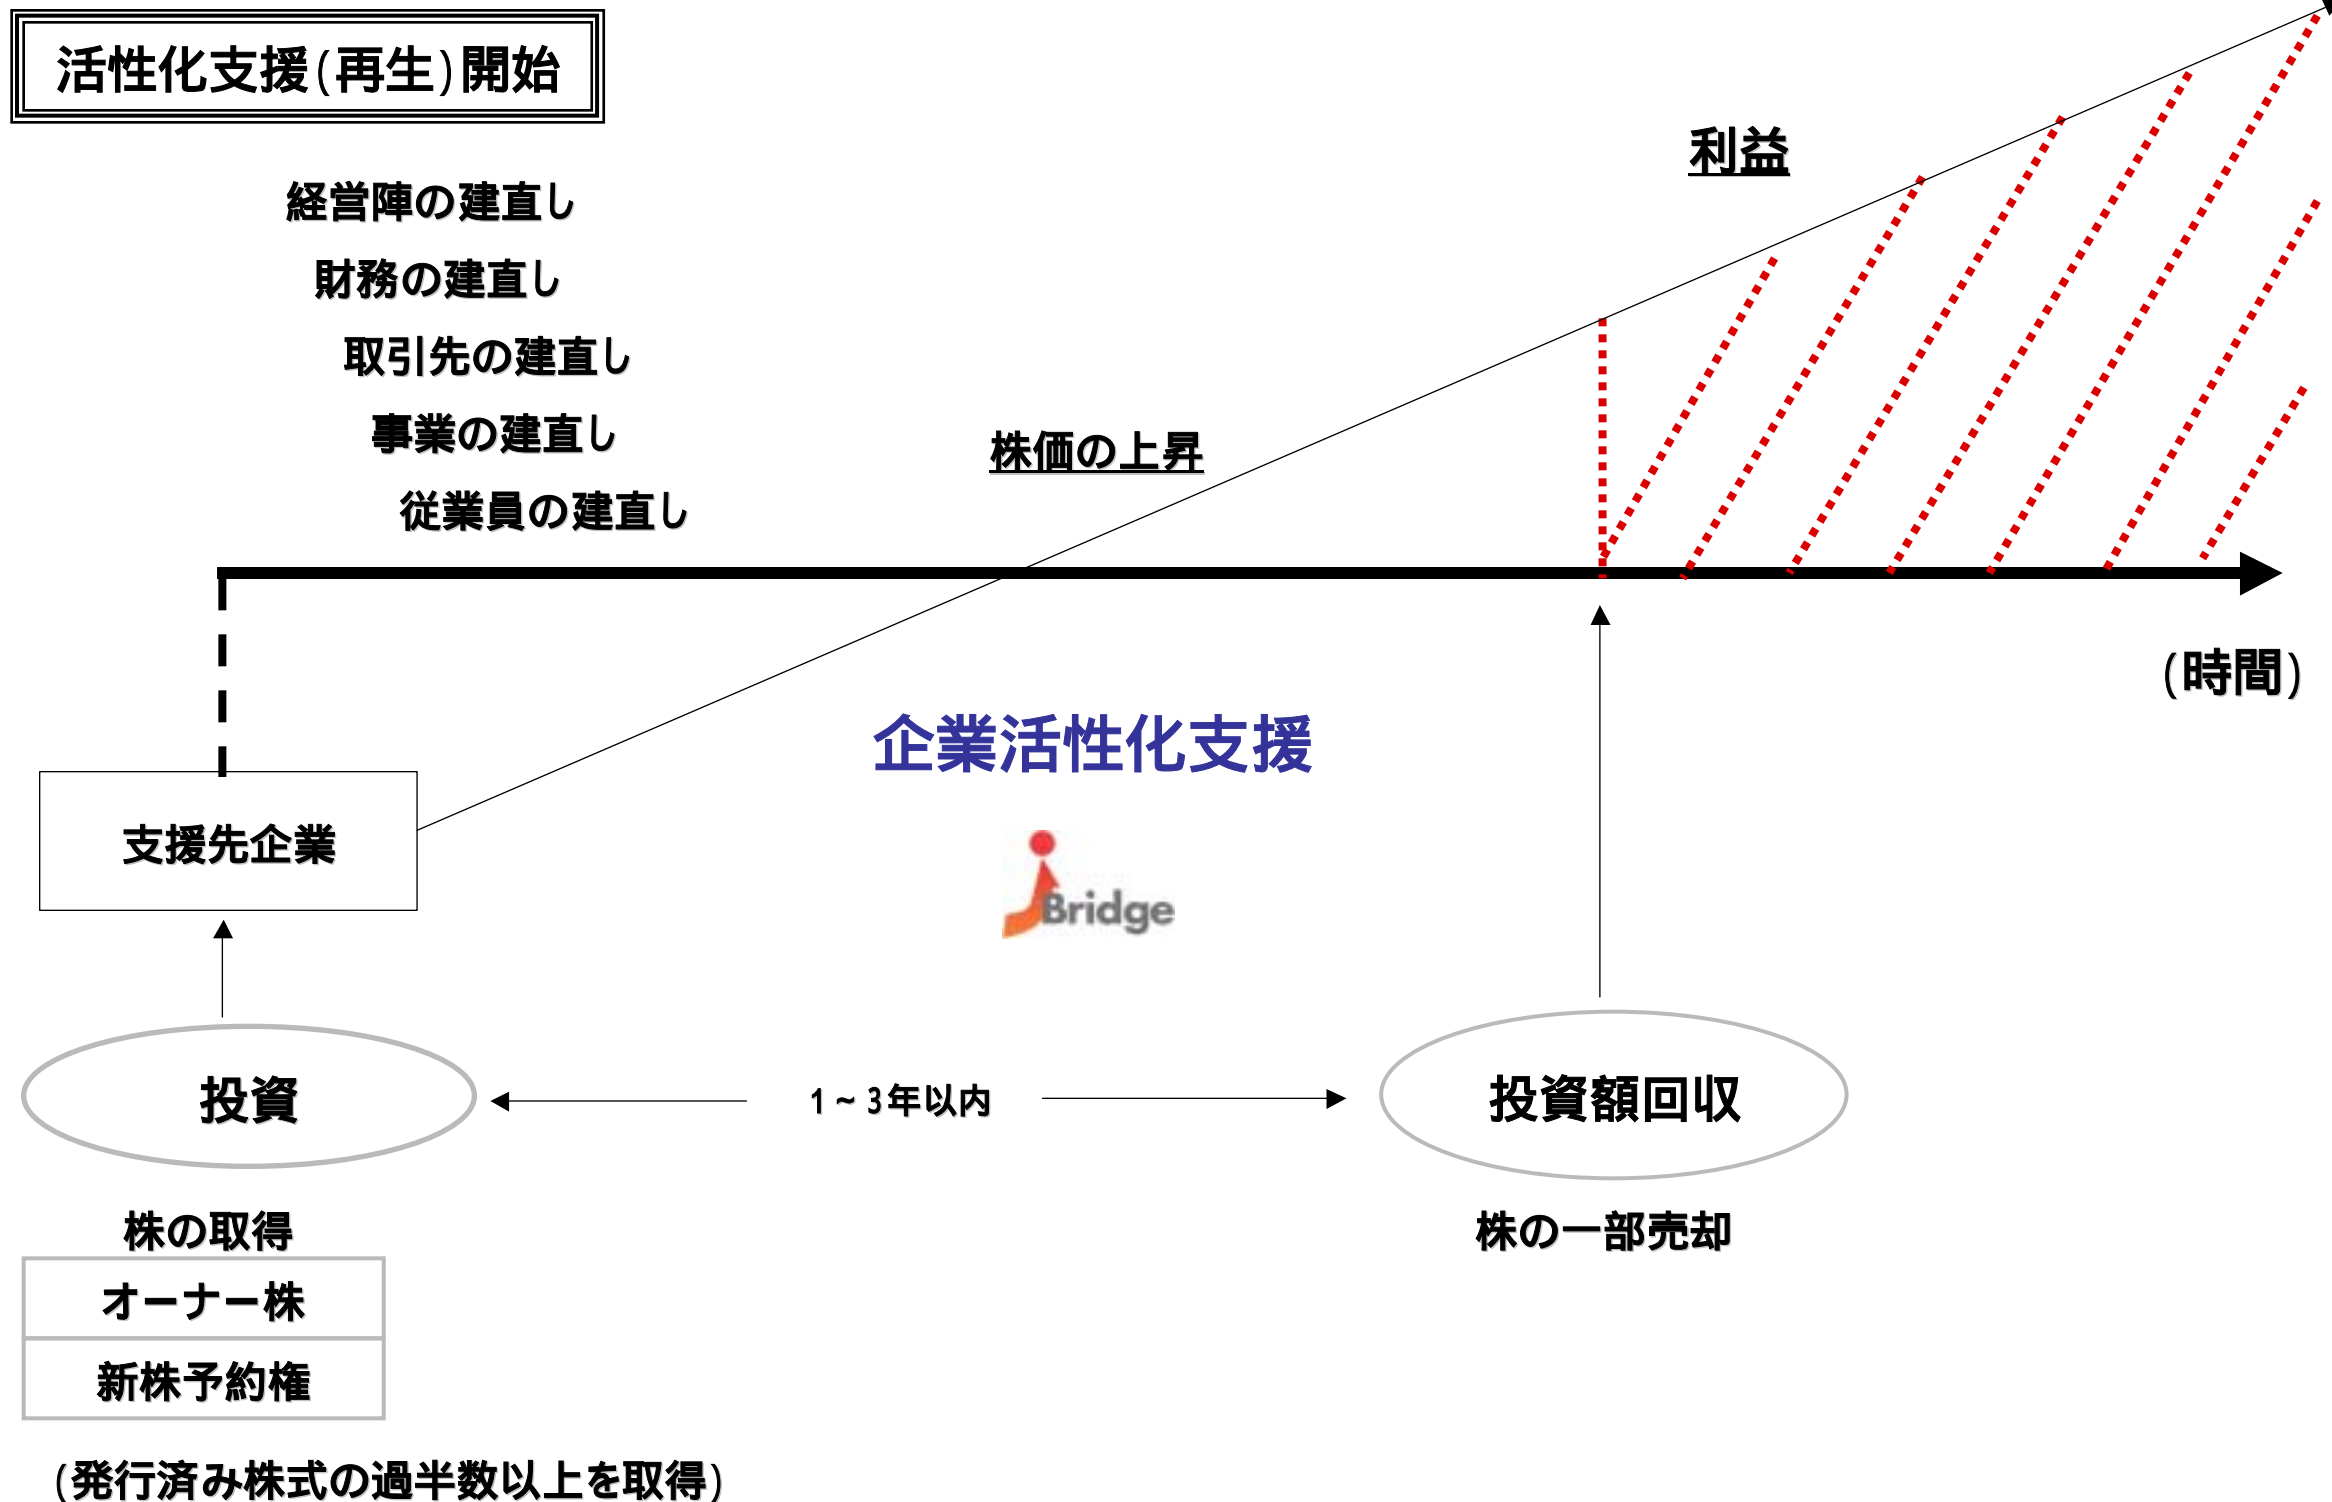 活性化支援(再生)開始
利益
経営陣の建直し
財務の建直し
取引先の建直し
事業の建直し
従業員の建直し
株価の上昇
(時間)
企業活性化支援
支援先企業
Bridge
投資
1~3年以内
投資額回収
株の取得
株の一部売却
オーナー株
新株予約権
(発行済み株式の過半数以上を取得)